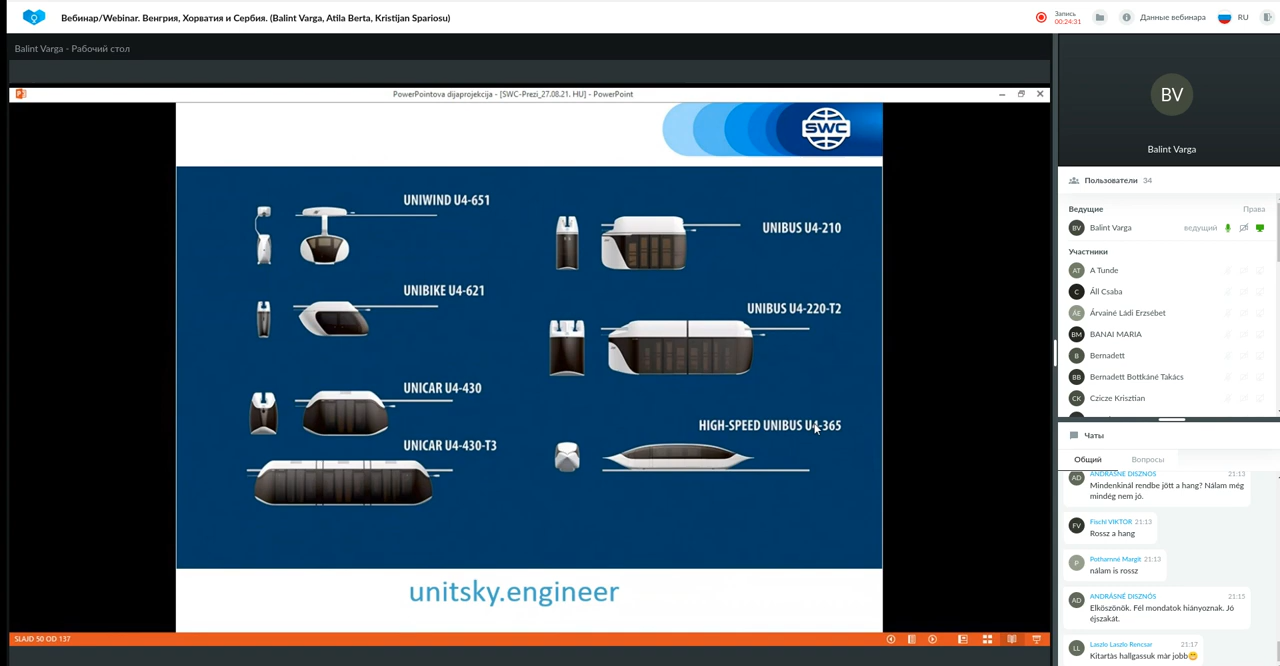 Вебинар/Webinar. Венгрия, Хорватия и Сербия. (Balint Varga, Atila Berta, Kristijan Spariosu)
Запись
00:24:31
Данные вебинара
RU
Balint Varga - Рабочий стол
PowerPointova dijaprojekcija - [SWC-Prezi_27.08.21. HU] - PowerPoint
SWC
UNIWIND U4-651
UNIBIKE U4-621
UNICAR U4-430
UNICAR U4-430-T3
UNIBUS U4-210
UNIBUS U4-220-T2
HIGH-SPEED UNIBUS U4-365
unitsky.engineer
SLAJD 50 OD 137
BV
Balint Varga
Пользователи 34
Ведущие
Права
BV Balint Varga
ведущий
Участники
AT A Tunde
C Áll Csaba
ÁE Árvainé Ládi Erzsébet
BM BANAI MARIA
B Bernadett
BB Bernadett Bottkáné Takács
CK Czicze Krisztian
Чаты
Общий
Вопросы
AD ANDRÁSNÉ DISZNÓS 21:13
Mindenkinál rendbe jött a hang? Nálam még
mindég nem jó.
FV Fischl VIKTOR 21:13
Rossz a hang
P Pothamné Margit 21:13
nálam is rossz
AD ANDRÁSNÉ DISZNÓS 21:15
Elköszönök. Fél mondatok hiányoznak. Jó
éjszakát.
LL Laszlo Laszlo Rencsar 21:17
Kitartás hallgassuk már jobb😁